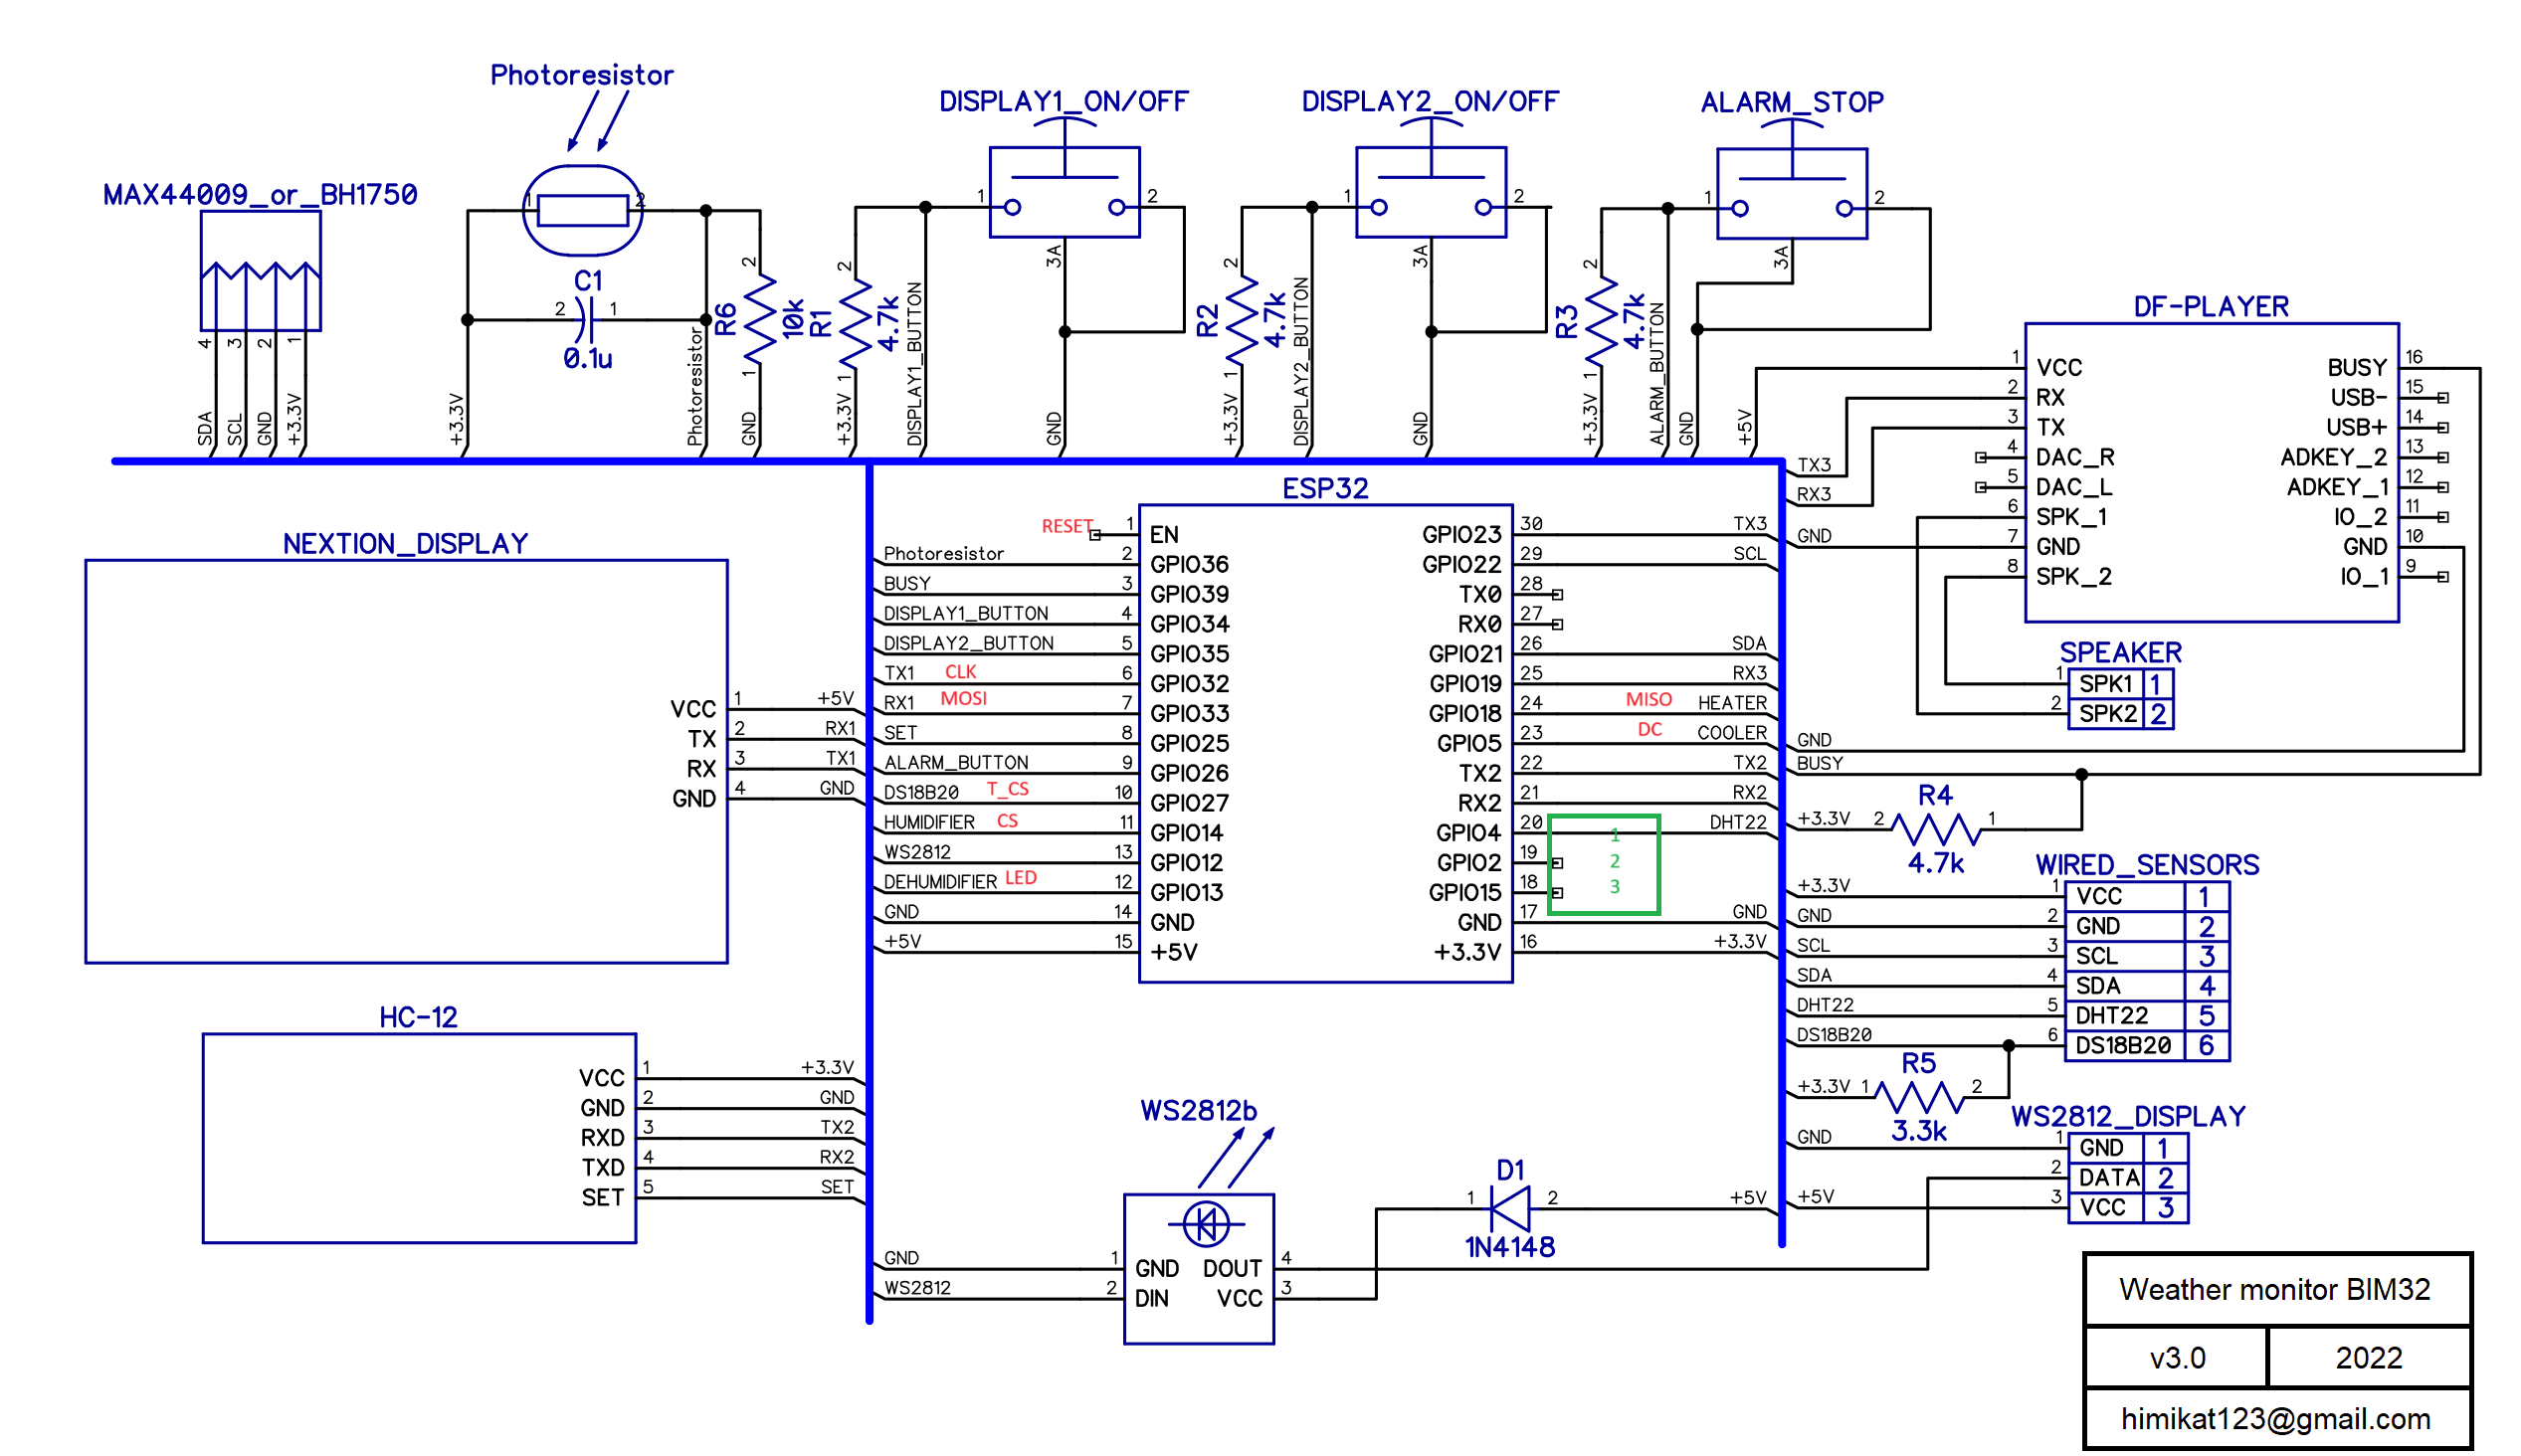 Photoresistor
1
2
C1
2
1
0.1u
+3.3V
Photoresistor
R6
10k
2
1
GND
MAX44009_or_BH1750
4
3
2
1
SDA
SCL
GND
+3.3V
DISPLAY1_ON/OFF
1
2
3A
R1
4.7k
2
1
+3.3V
DISPLAY1_BUTTON
GND
DISPLAY2_ON/OFF
1
2
3A
R2
4.7k
2
1
+3.3V
DISPLAY2_BUTTON
GND
ALARM_STOP
1
2
3A
R3
4.7k
2
1
+3.3V
ALARM_BUTTON
GND
+5V
DF-PLAYER
1 VCC
2 RX
3 TX
4 DAC_R
5 DAC_L
6 SPK_1
7 GND
8 SPK_2
BUSY 16
USB- 15
USB+ 14
ADKEY_2 13
ADKEY_1 12
IO_2 11
GND 10
IO_1 9
TX3
RX3
GND
SPEAKER
1 SPK1 1
2 SPK2 2
NEXTION_DISPLAY
VCC 1 +5V
TX 2 RX1
RX 3 TX1
GND 4 GND
ESP32
RESET 1 EN
Photoresistor 2 GPIO36
BUSY 3 GPIO39
DISPLAY1_BUTTON 4 GPIO34
DISPLAY2_BUTTON 5 GPIO35
TX1 CLK 6 GPIO32
RX1 MOSI 7 GPIO33
SET 8 GPIO25
ALARM_BUTTON 9 GPIO26
DS18B20 T_CS 10 GPIO27
HUMIDIFIER CS 11 GPIO14
WS2812 13 GPIO12
DEHUMIDIFIER LED 12 GPIO13
GND 14 GND
+5V 15 +5V
GPIO23 30 TX3
GPIO22 29 SCL
TX0 28
RX0 27
GPIO21 26 SDA
GPIO19 25 RX3
GPIO18 24 MISO HEATER
GPIO5 23 DC COOLER
TX2 22 TX2
RX2 21 RX2
GPIO4 20 1 DHT22
GPIO2 19 2
GPIO15 18 3
GND 17 GND
+3.3V 16 +3.3V
GND
BUSY
R4
+3.3V 2 1
4.7k
WIRED_SENSORS
+3.3V 1 VCC 1
GND 2 GND 2
SCL 3 SCL 3
SDA 4 SDA 4
DHT22 5 DHT22 5
DS18B20 6 DS18B20 6
R5
+3.3V 1 2
3.3k
WS2812_DISPLAY
GND 1 GND 1
2 DATA 2
+5V 3 VCC 3
HC-12
VCC 1 +3.3V
GND 2 GND
RXD 3 TX2
TXD 4 RX2
SET 5 SET
WS2812b
GND 1 GND
WS2812 2 DIN
DOUT 4
VCC 3
D1
1 2 +5V
1N4148
Weather monitor BIM32
v3.0 2022
himikat123@gmail.com